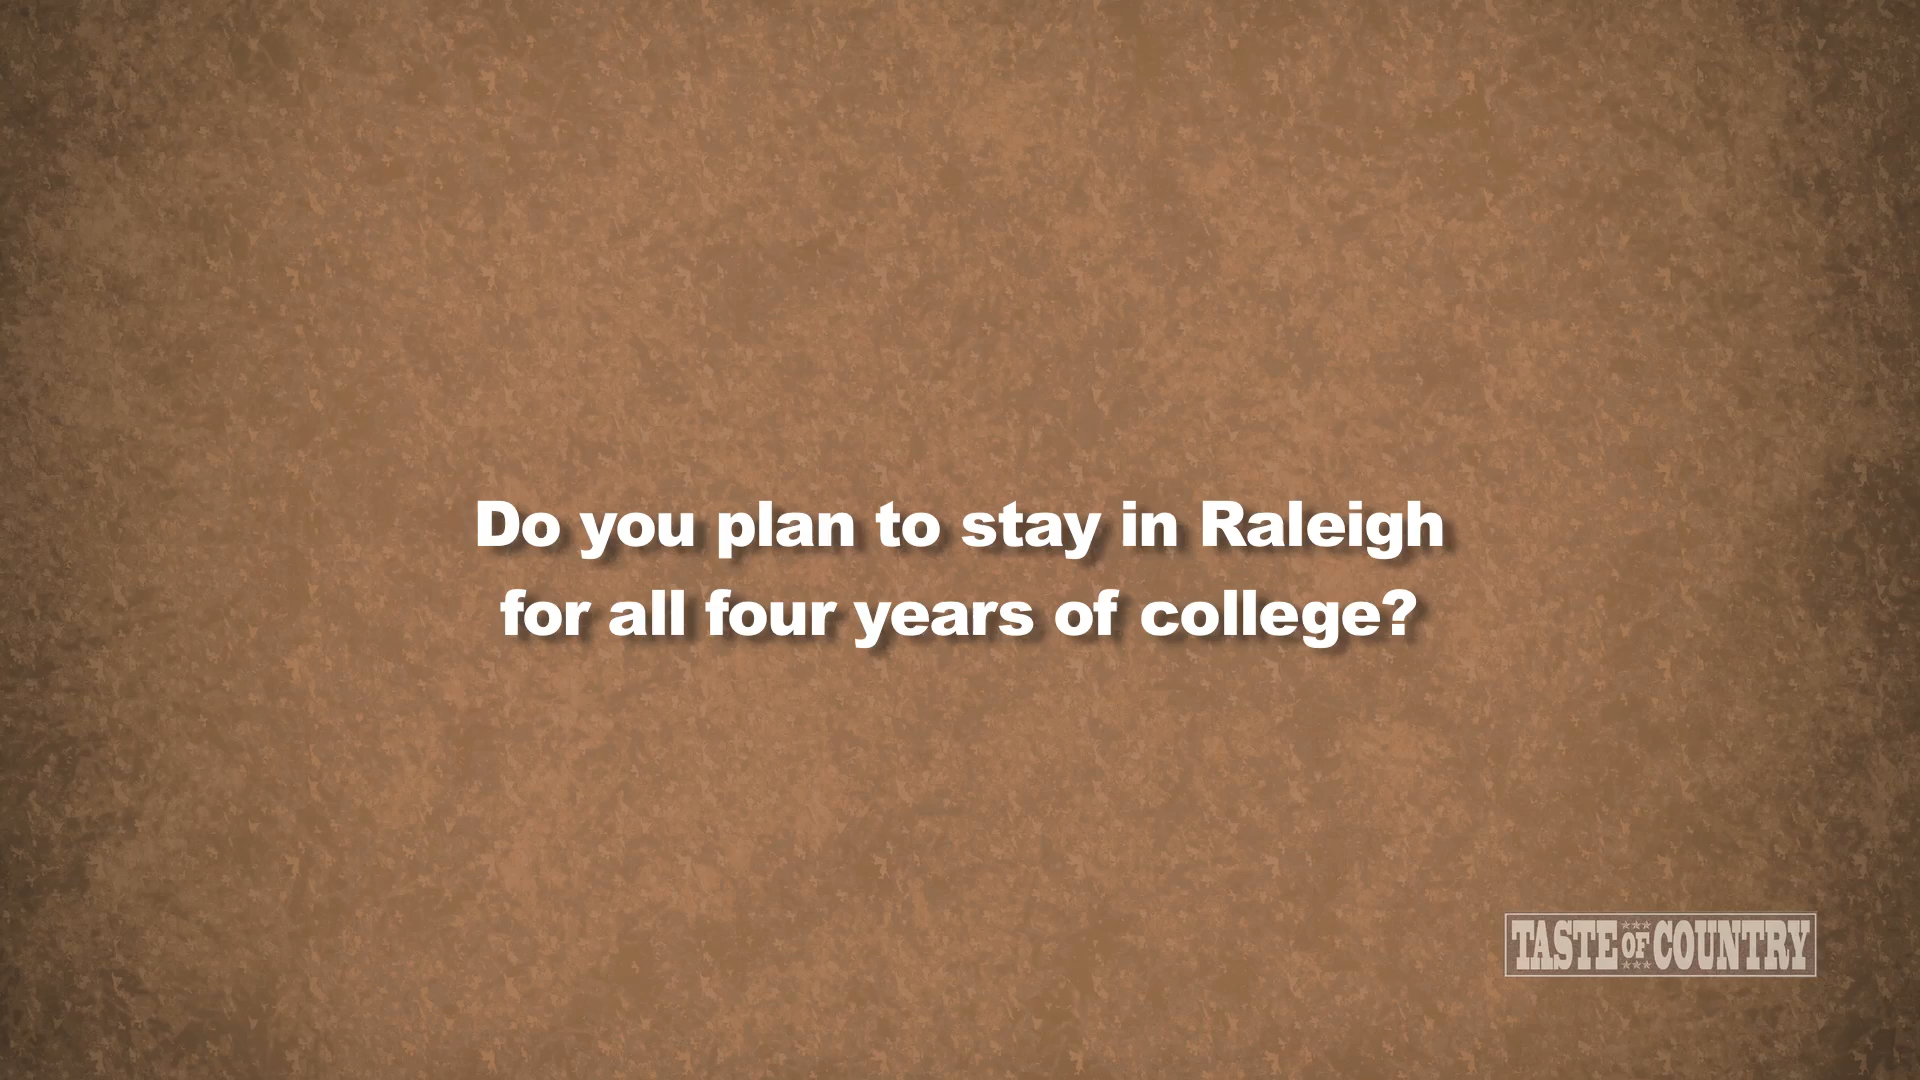 Do you plan to stay in Raleigh
for all four years of college?
TASTE OF COUNTRY